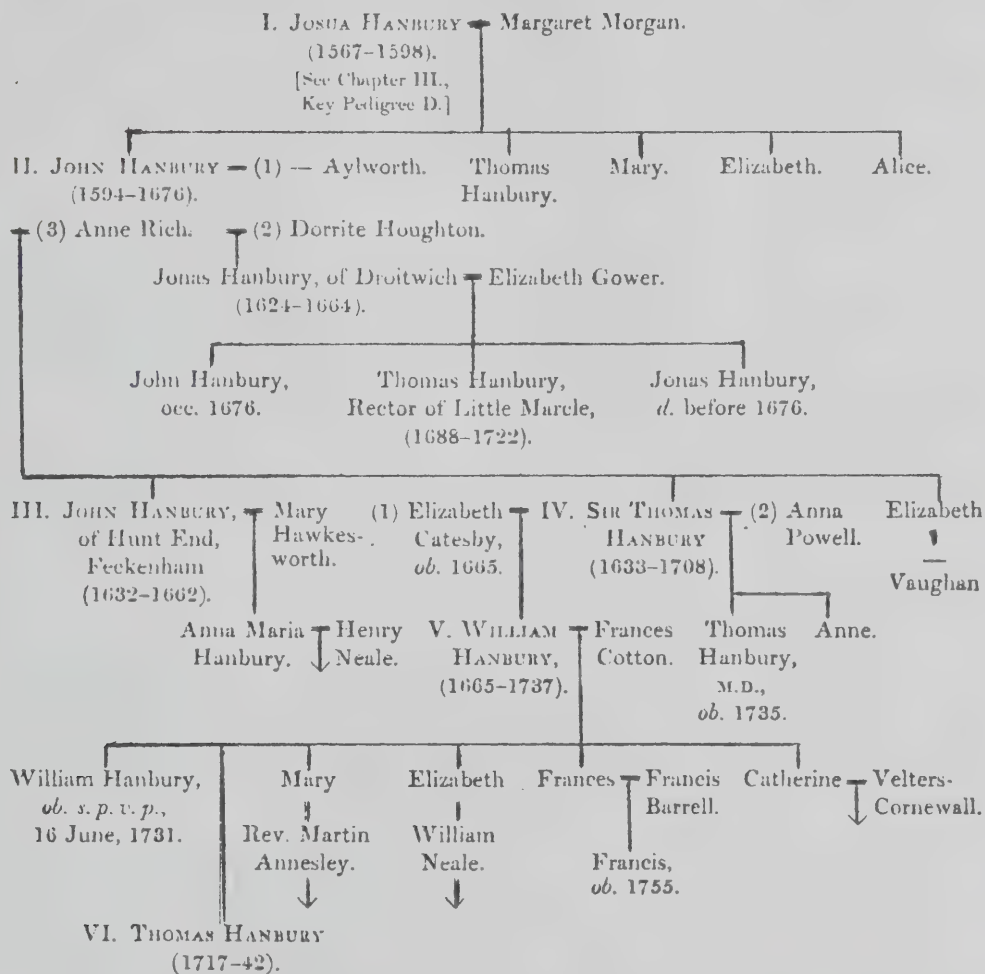 I. JOSUA HANBURY Margaret Morgan.
(1567–1598).
[See Chapter III.,
Key Pedigree D.]
II. JOHN HANBURY (1) — Aylworth. Thomas Mary. Elizabeth. Alice.
(1594–1676). Hanbury.
(3) Anne Rich. (2) Dorrite Houghton.
Jonas Hanbury, of Droitwich Elizabeth Gower.
(1624–1664).
John Hanbury, Thomas Hanbury, Jonas Hanbury,
occ. 1676. Rector of Little Marcle, d. before 1676.
(1688–1722).
III. JOHN HANBURY, Mary (1) Elizabeth IV. SIR THOMAS (2) Anna Elizabeth
of Hunt End, Hawkes- Catesby, HANBURY Powell.
Feckenham worth. ob. 1665. (1633–1708). Vaughan
(1632–1662).
Anna Maria Henry V. WILLIAM Frances Thomas Anne.
Hanbury. Neale. HANBURY, Cotton. Hanbury,
(1665–1737). M.D.,
ob. 1735.
William Hanbury, Mary Elizabeth Frances Francis Catherine Velters-
ob. s. p. v. p., Barrell. Cornewall.
16 June, 1731. Rev. Martin William
Annesley. Neale. Francis,
ob. 1755.
VI. THOMAS HANBURY
(1717–42).